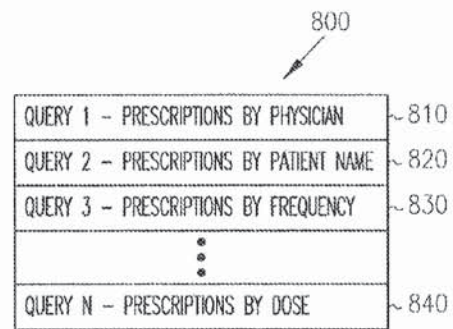 800
QUERY 1 - PRESCRIPTIONS BY PHYSICIAN 810
QUERY 2 - PRESCRIPTIONS BY PATIENT NAME 820
QUERY 3 - PRESCRIPTIONS BY FREQUENCY 830
QUERY N - PRESCRIPTIONS BY DOSE 840